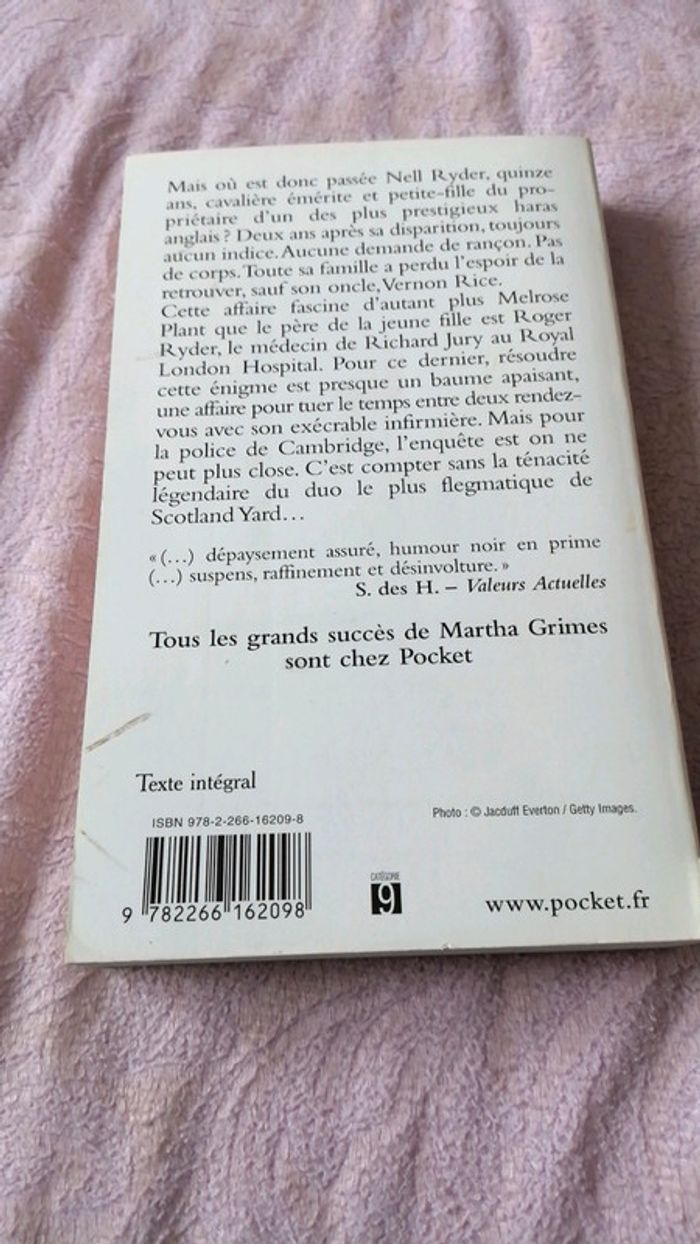 Mais où est donc passée Nell Ryder, quinze
ans, cavalière émérite et petite-fille du pro-
priétaire d'un des plus prestigieux haras
anglais ? Deux ans après sa disparition, toujours
aucun indice. Aucune demande de rançon. Pas
de corps. Toute sa famille a perdu l'espoir de la
retrouver, sauf son oncle, Vernon Rice.
Cette affaire fascine d'autant plus Melrose
Plant que le père de la jeune fille est Roger
Ryder, le médecin de Richard Jury au Royal
London Hospital. Pour ce dernier, résoudre
cette énigme est presque un baume apaisant,
une affaire pour tuer le temps entre deux rendez-
vous avec son exécrable infirmière. Mais pour
la police de Cambridge, l'enquête est on ne
peut plus close. C'est compter sans la ténacité
légendaire du duo le plus flegmatique de
Scotland Yard…
« (…) dépaysement assuré, humour noir en prime
(…) suspens, raffinement et désinvolture. »
S. des H. – Valeurs Actuelles
Tous les grands succès de Martha Grimes
sont chez Pocket
Texte intégral
Photo : © Jacduff Everton / Getty Images.
ISBN 978-2-266-16209-8
9 782266 162098
CATÉGORIE
9
www.pocket.fr